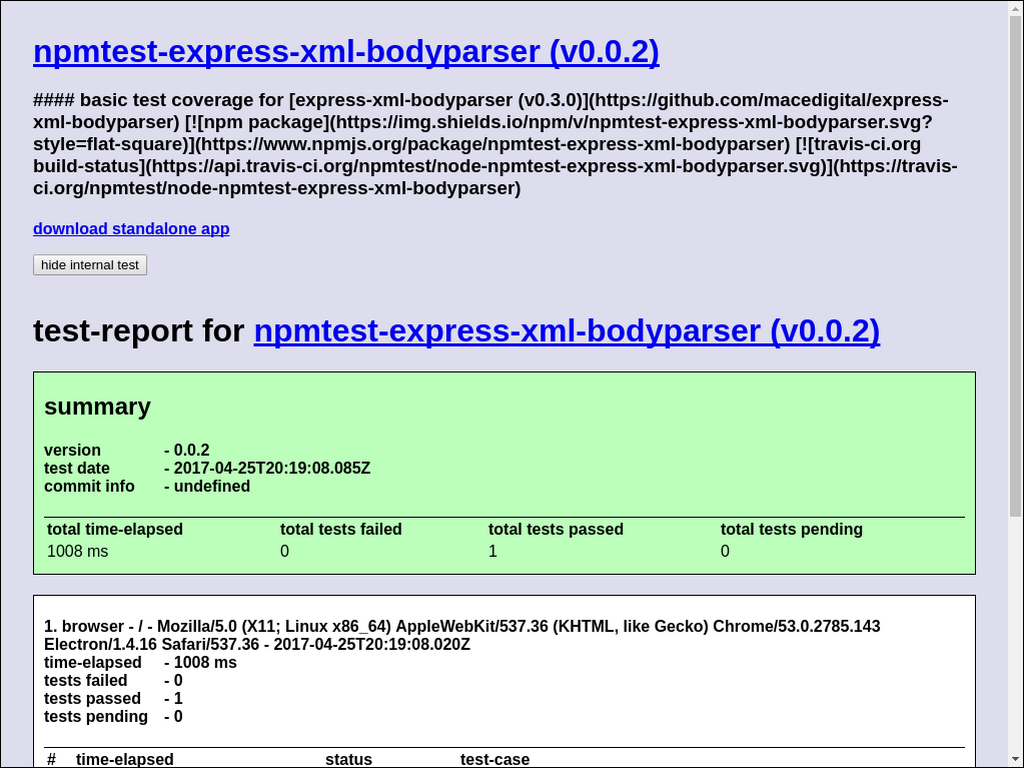 npmtest-express-xml-bodyparser (v0.0.2)
#### basic test coverage for [express-xml-bodyparser (v0.3.0)](https://github.com/macedigital/express-
xml-bodyparser) [![npm package](https://img.shields.io/npm/v/npmtest-express-xml-bodyparser.svg?
style=flat-square)](https://www.npmjs.org/package/npmtest-express-xml-bodyparser) [![travis-ci.org
build-status](https://api.travis-ci.org/npmtest/node-npmtest-express-xml-bodyparser.svg)](https://travis-
ci.org/npmtest/node-npmtest-express-xml-bodyparser)
download standalone app
hide internal test
test-report for npmtest-express-xml-bodyparser (v0.0.2)
summary
version - 0.0.2
test date - 2017-04-25T20:19:08.085Z
commit info - undefined
total time-elapsed total tests failed total tests passed total tests pending
1008 ms 0 1 0
1. browser - / - Mozilla/5.0 (X11; Linux x86_64) AppleWebKit/537.36 (KHTML, like Gecko) Chrome/53.0.2785.143
Electron/1.4.16 Safari/537.36 - 2017-04-25T20:19:08.020Z
time-elapsed - 1008 ms
tests failed - 0
tests passed - 1
tests pending - 0
# time-elapsed status test-case